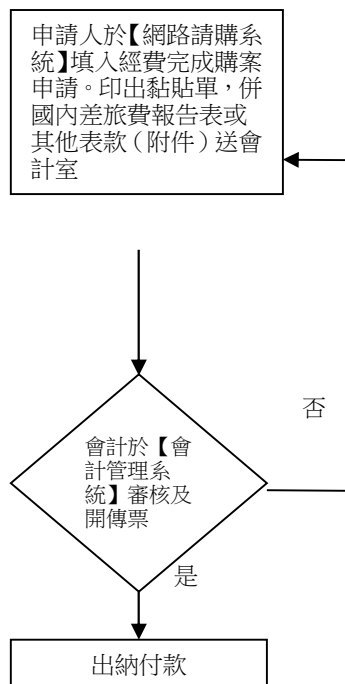 申請人於【網路請購系
統】填入經費完成購案
申請。印出黏貼單，併
國內差旅費報告表或
其他表款（附件）送會
計室
否
會計於【會
計管理系
統】審核及
開傳票
是
出納付款